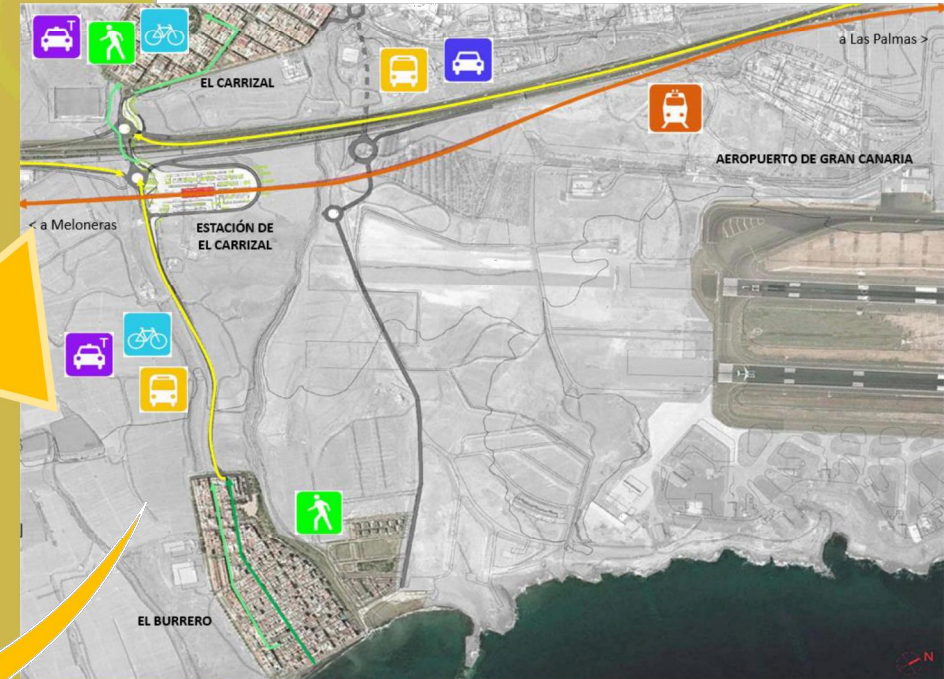 T
EL CARRIZAL
a Las Palmas >
AEROPUERTO DE GRAN CANARIA
< a Meloneras
ESTACIÓN DE
EL CARRIZAL
T
EL BURRERO
N